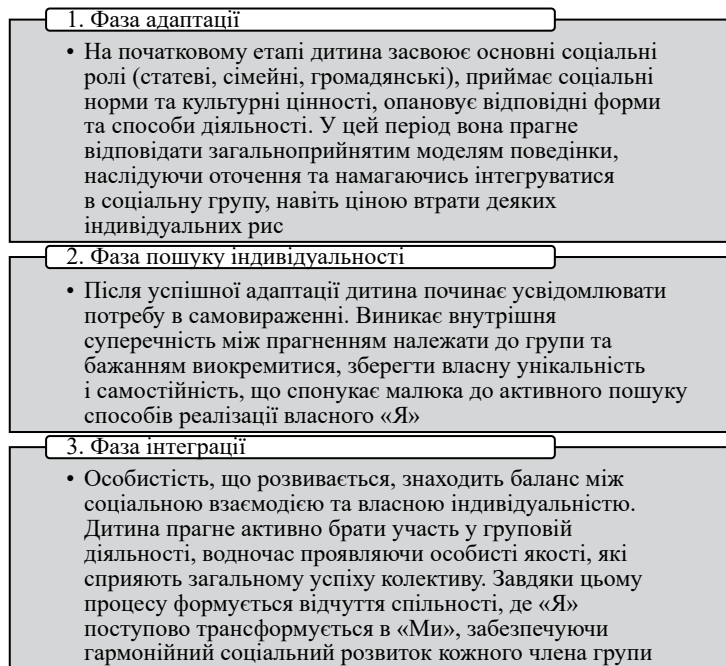 1. Фаза адаптації
• На початковому етапі дитина засвоює основні соціальні
ролі (статеві, сімейні, громадянські), приймає соціальні
норми та культурні цінності, опановує відповідні форми
та способи діяльності. У цей період вона прагне
відповідати загальноприйнятим моделям поведінки,
наслідуючи оточення та намагаючись інтегруватися
в соціальну групу, навіть ціною втрати деяких
індивідуальних рис
2. Фаза пошуку індивідуальності
• Після успішної адаптації дитина починає усвідомлювати
потребу в самовираженні. Виникає внутрішня
суперечність між прагненням належати до групи та
бажанням виокремитися, зберегти власну унікальність
і самостійність, що спонукає малюка до активного пошуку
способів реалізації власного «Я»
3. Фаза інтеграції
• Особистість, що розвивається, знаходить баланс між
соціальною взаємодією та власною індивідуальністю.
Дитина прагне активно брати участь у груповій
діяльності, водночас проявляючи особисті якості, які
сприяють загальному успіху колективу. Завдяки цьому
процесу формується відчуття спільності, де «Я»
поступово трансформується в «Ми», забезпечуючи
гармонійний соціальний розвиток кожного члена групи